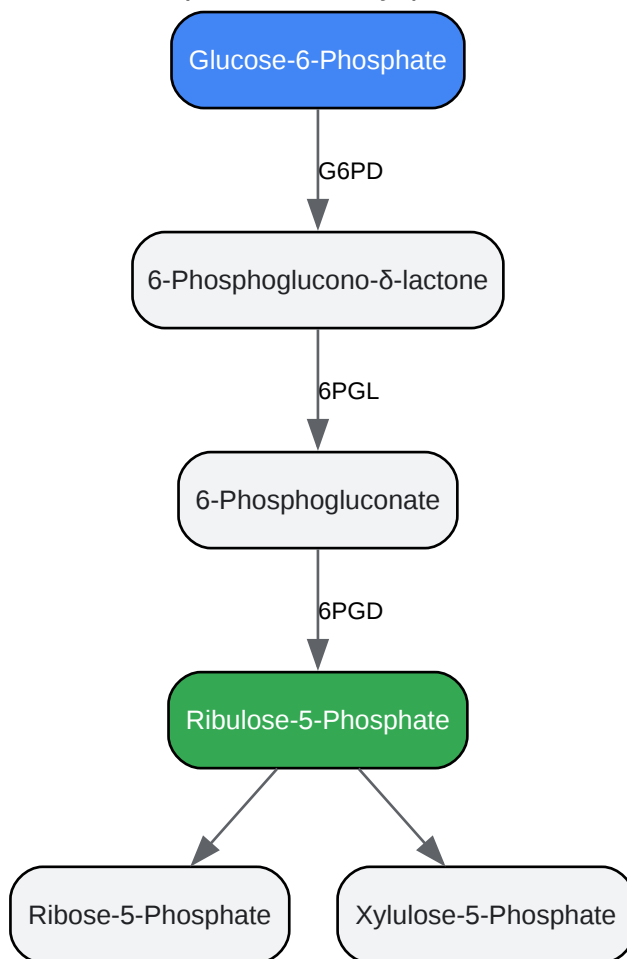 Glucose-6-Phosphate
G6PD
6-Phosphoglucono-δ-lactone
6PGL
6-Phosphogluconate
6PGD
Ribulose-5-Phosphate
Ribose-5-Phosphate
Xylulose-5-Phosphate